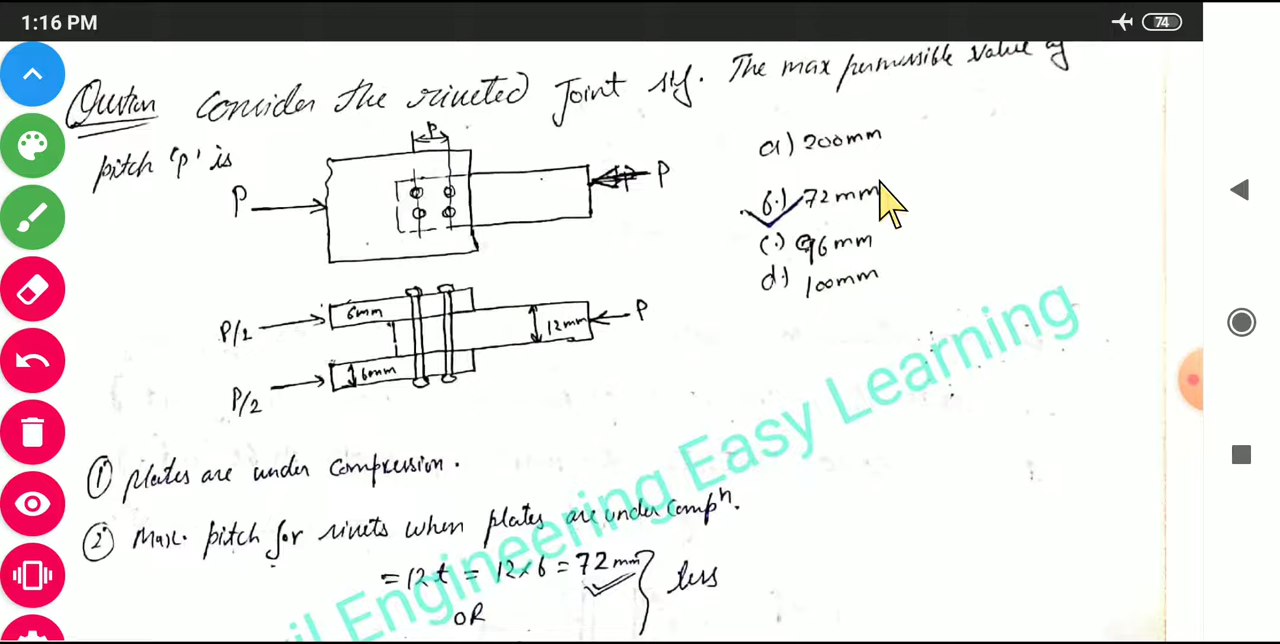 1:16 PM
74
Question Consider the riveted Joint
The max permissible value of
pitch 'p' is
a) 200mm
b.) 72mm
(c.) 96mm
d.) 100mm
P
P
P
6mm
P/2
12mm
P
6mm
P/2
① plates are under compression.
② Max. pitch for rivets when plates are under compⁿ.
= 12t = 12×6 = 72mm
less
OR
il Engineering Easy Learning